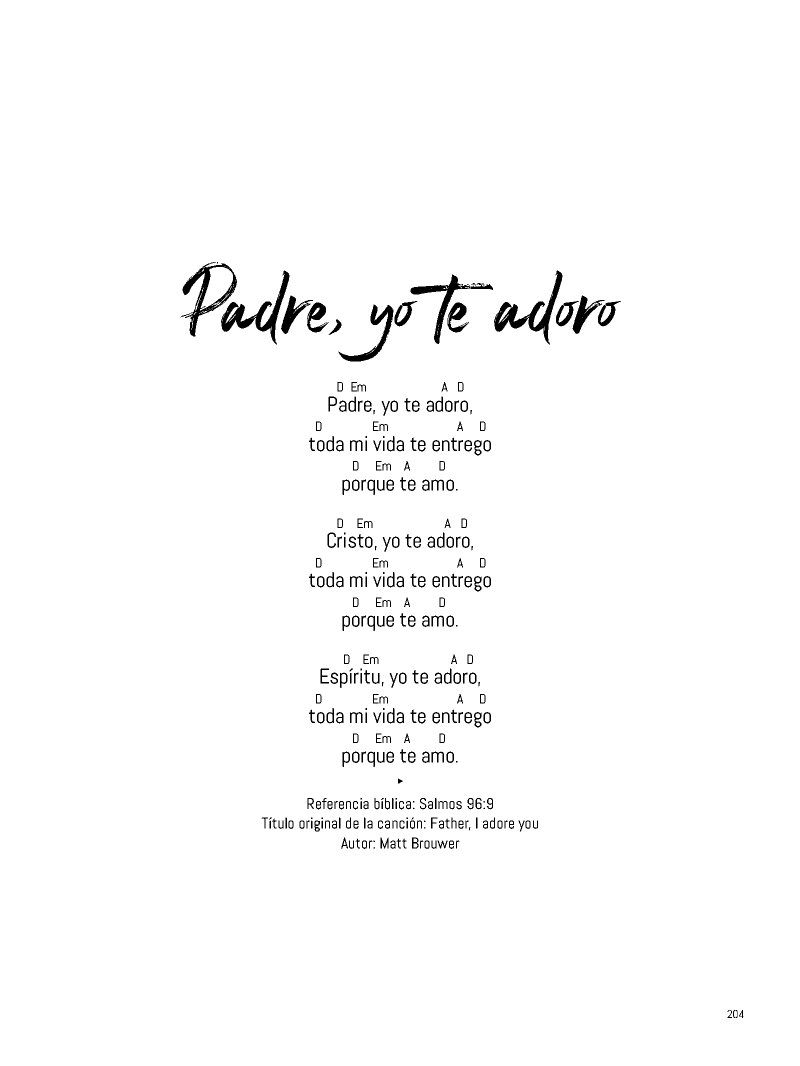 Padre, yo te adoro
D Em A D
Padre, yo te adoro,
D Em A D
toda mi vida te entrego
D Em A D
porque te amo.
D Em A D
Cristo, yo te adoro,
D Em A D
toda mi vida te entrego
D Em A D
porque te amo.
D Em A D
Espíritu, yo te adoro,
D Em A D
toda mi vida te entrego
D Em A D
porque te amo.
Referencia bíblica: Salmos 96:9
Título original de la canción: Father, I adore you
Autor: Matt Brouwer
204